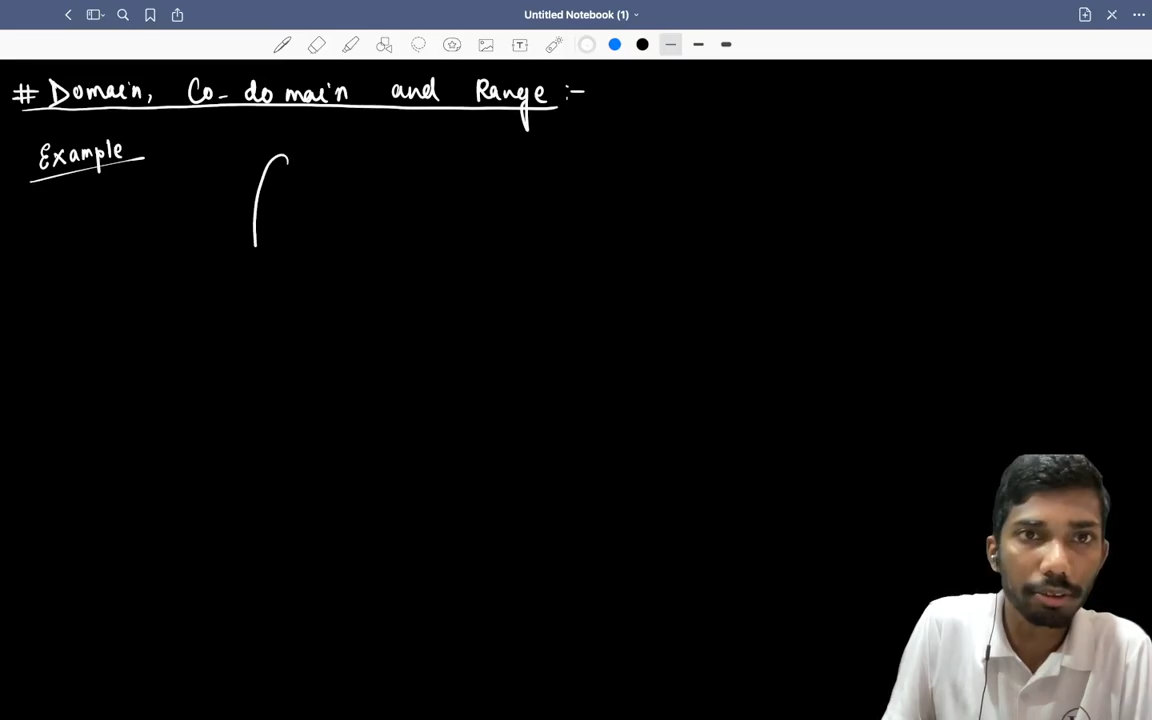 Untitled Notebook (1)
# Domain, Co-domain and Range :-
Example